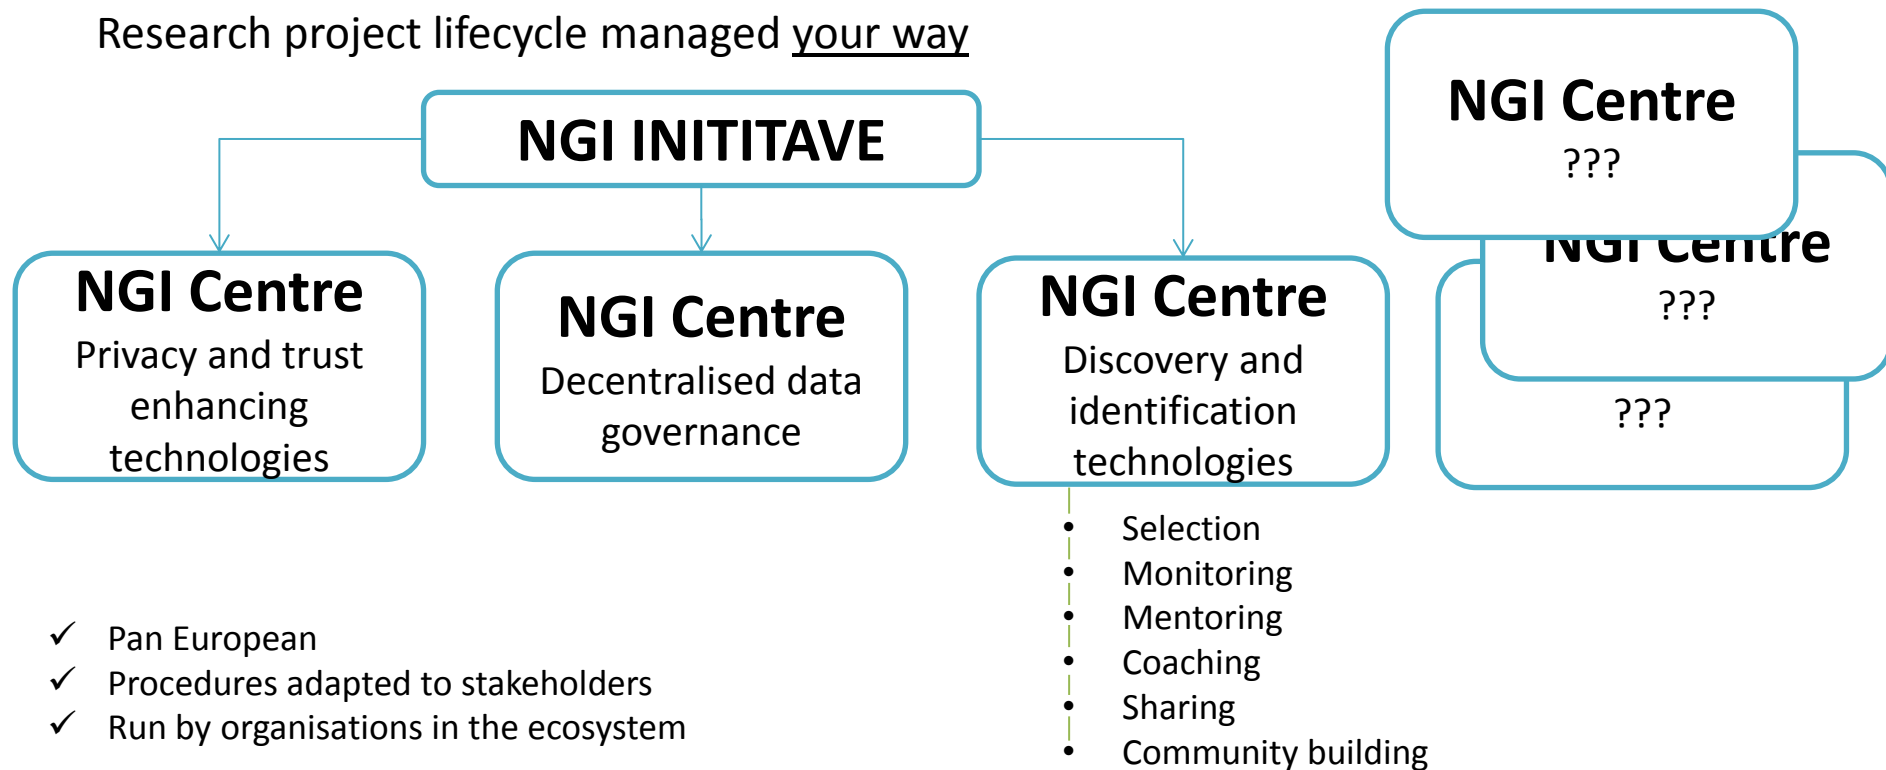 Research project lifecycle managed your way
NGI INITITAVE
NGI Centre
Privacy and trust
enhancing
technologies
NGI Centre
Decentralised data
governance
NGI Centre
Discovery and
identification
technologies
NGI Centre
???
NGI Centre
???
???
• Selection
• Monitoring
• Mentoring
• Coaching
• Sharing
• Community building
✓ Pan European
✓ Procedures adapted to stakeholders
✓ Run by organisations in the ecosystem